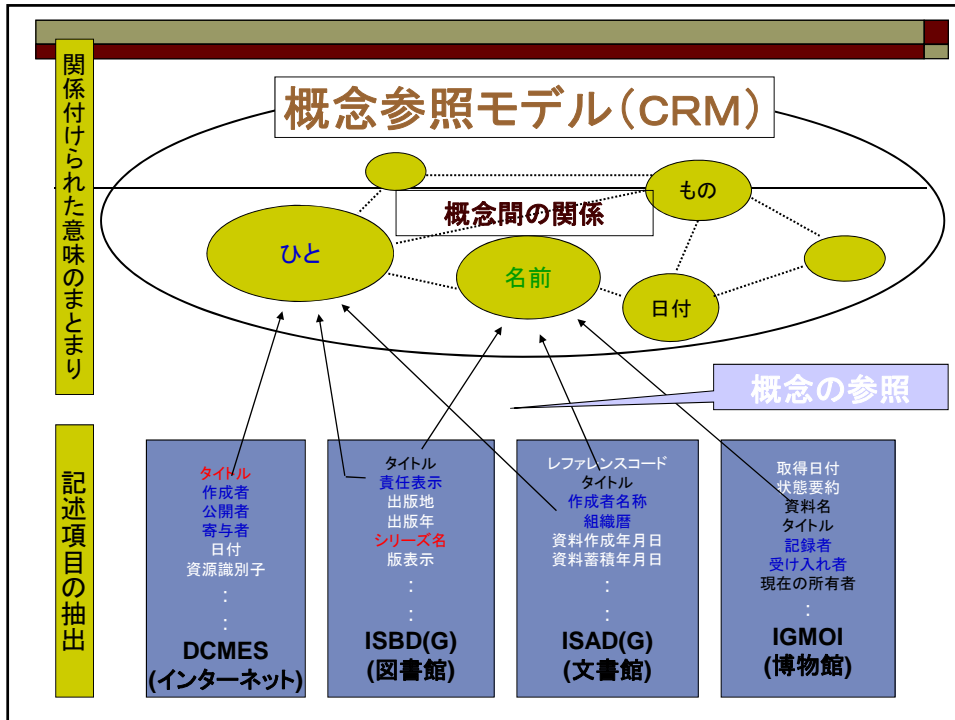 関係付けられた意味のまとまり
概念参照モデル（CRM）
もの
概念間の関係
ひと
名前
日付
概念の参照
記述項目の抽出
タイトル
作成者
公開者
寄与者
日付
資源識別子
：
：
DCMES
(インターネット)
タイトル
責任表示
出版地
出版年
シリーズ名
版表示
：
：
ISBD(G)
(図書館)
レファレンスコード
タイトル
作成者名称
組織暦
資料作成年月日
資料蓄積年月日
：
：
ISAD(G)
(文書館)
取得日付
状態要約
資料名
タイトル
記録者
受け入れ者
現在の所有者
：
IGMOI
(博物館)